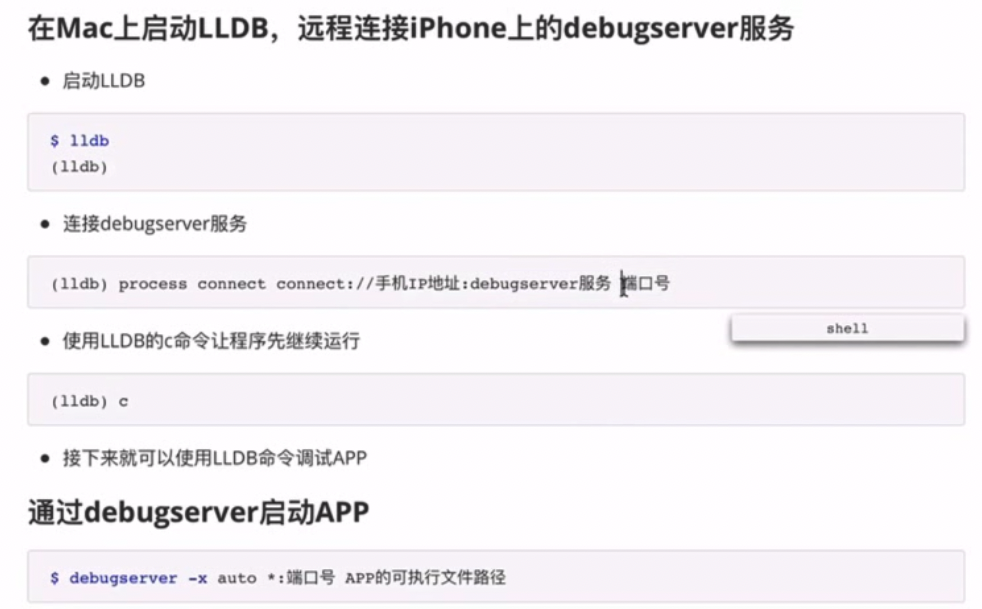 在Mac上启动LLDB，远程连接iPhone上的debugserver服务
启动LLDB
$ lldb
(lldb)
连接debugserver服务
(lldb) process connect connect://手机IP地址:debugserver服务 端口号
shell
使用LLDB的c命令让程序先继续运行
(lldb) c
接下来就可以使用LLDB命令调试APP
通过debugserver启动APP
$ debugserver -x auto *:端口号 APP的可执行文件路径